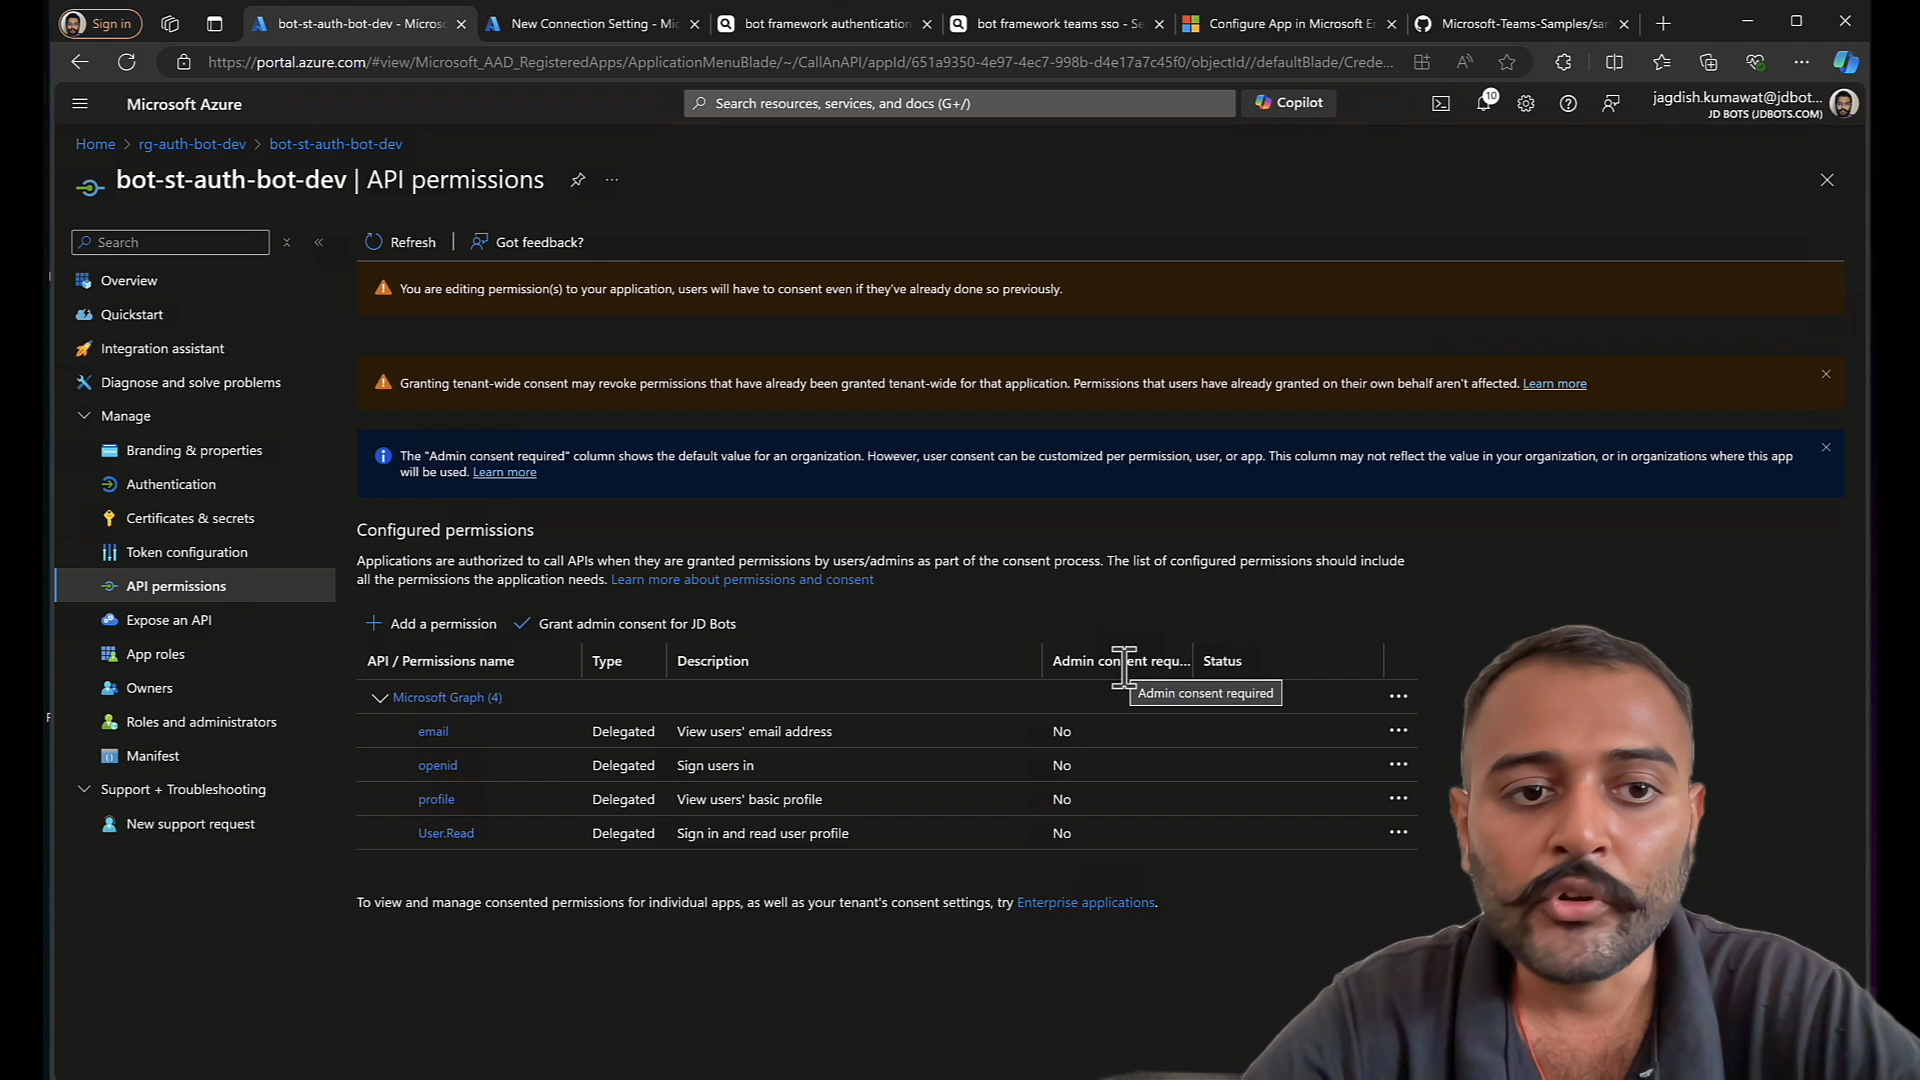 Sign in
bot-st-auth-bot-dev - Micros
New Connection Setting - Mic
bot framework authentication
bot framework teams sso - Se
Configure App in Microsoft E
Microsoft-Teams-Samples/sa
https://portal.azure.com/#view/Microsoft_AAD_RegisteredApps/ApplicationMenuBlade/~/CallAnAPI/appId/651a9350-4e97-4ec7-998b-d4e17a7c45f0/objectId//defaultBlade/Crede...
Microsoft Azure
Search resources, services, and docs (G+/)
Copilot
10
jagdish.kumawat@jdbot...
JD BOTS (JDBOTS.COM)
Home > rg-auth-bot-dev > bot-st-auth-bot-dev
bot-st-auth-bot-dev | API permissions
Search
Refresh
Got feedback?
Overview
Quickstart
Integration assistant
Diagnose and solve problems
Manage
Branding & properties
Authentication
Certificates & secrets
Token configuration
API permissions
Expose an API
App roles
Owners
Roles and administrators
Manifest
Support + Troubleshooting
New support request
You are editing permission(s) to your application, users will have to consent even if they've already done so previously.
Granting tenant-wide consent may revoke permissions that have already been granted tenant-wide for that application. Permissions that users have already granted on their own behalf aren't affected. Learn more
The "Admin consent required" column shows the default value for an organization. However, user consent can be customized per permission, user, or app. This column may not reflect the value in your organization, or in organizations where this app
will be used. Learn more
Configured permissions
Applications are authorized to call APIs when they are granted permissions by users/admins as part of the consent process. The list of configured permissions should include
all the permissions the application needs. Learn more about permissions and consent
Add a permission
Grant admin consent for JD Bots
API / Permissions name Type Description Admin consent requ... Status
Admin consent required
Microsoft Graph (4)
email Delegated View users' email address No
openid Delegated Sign users in No
profile Delegated View users' basic profile No
User.Read Delegated Sign in and read user profile No
To view and manage consented permissions for individual apps, as well as your tenant's consent settings, try Enterprise applications.